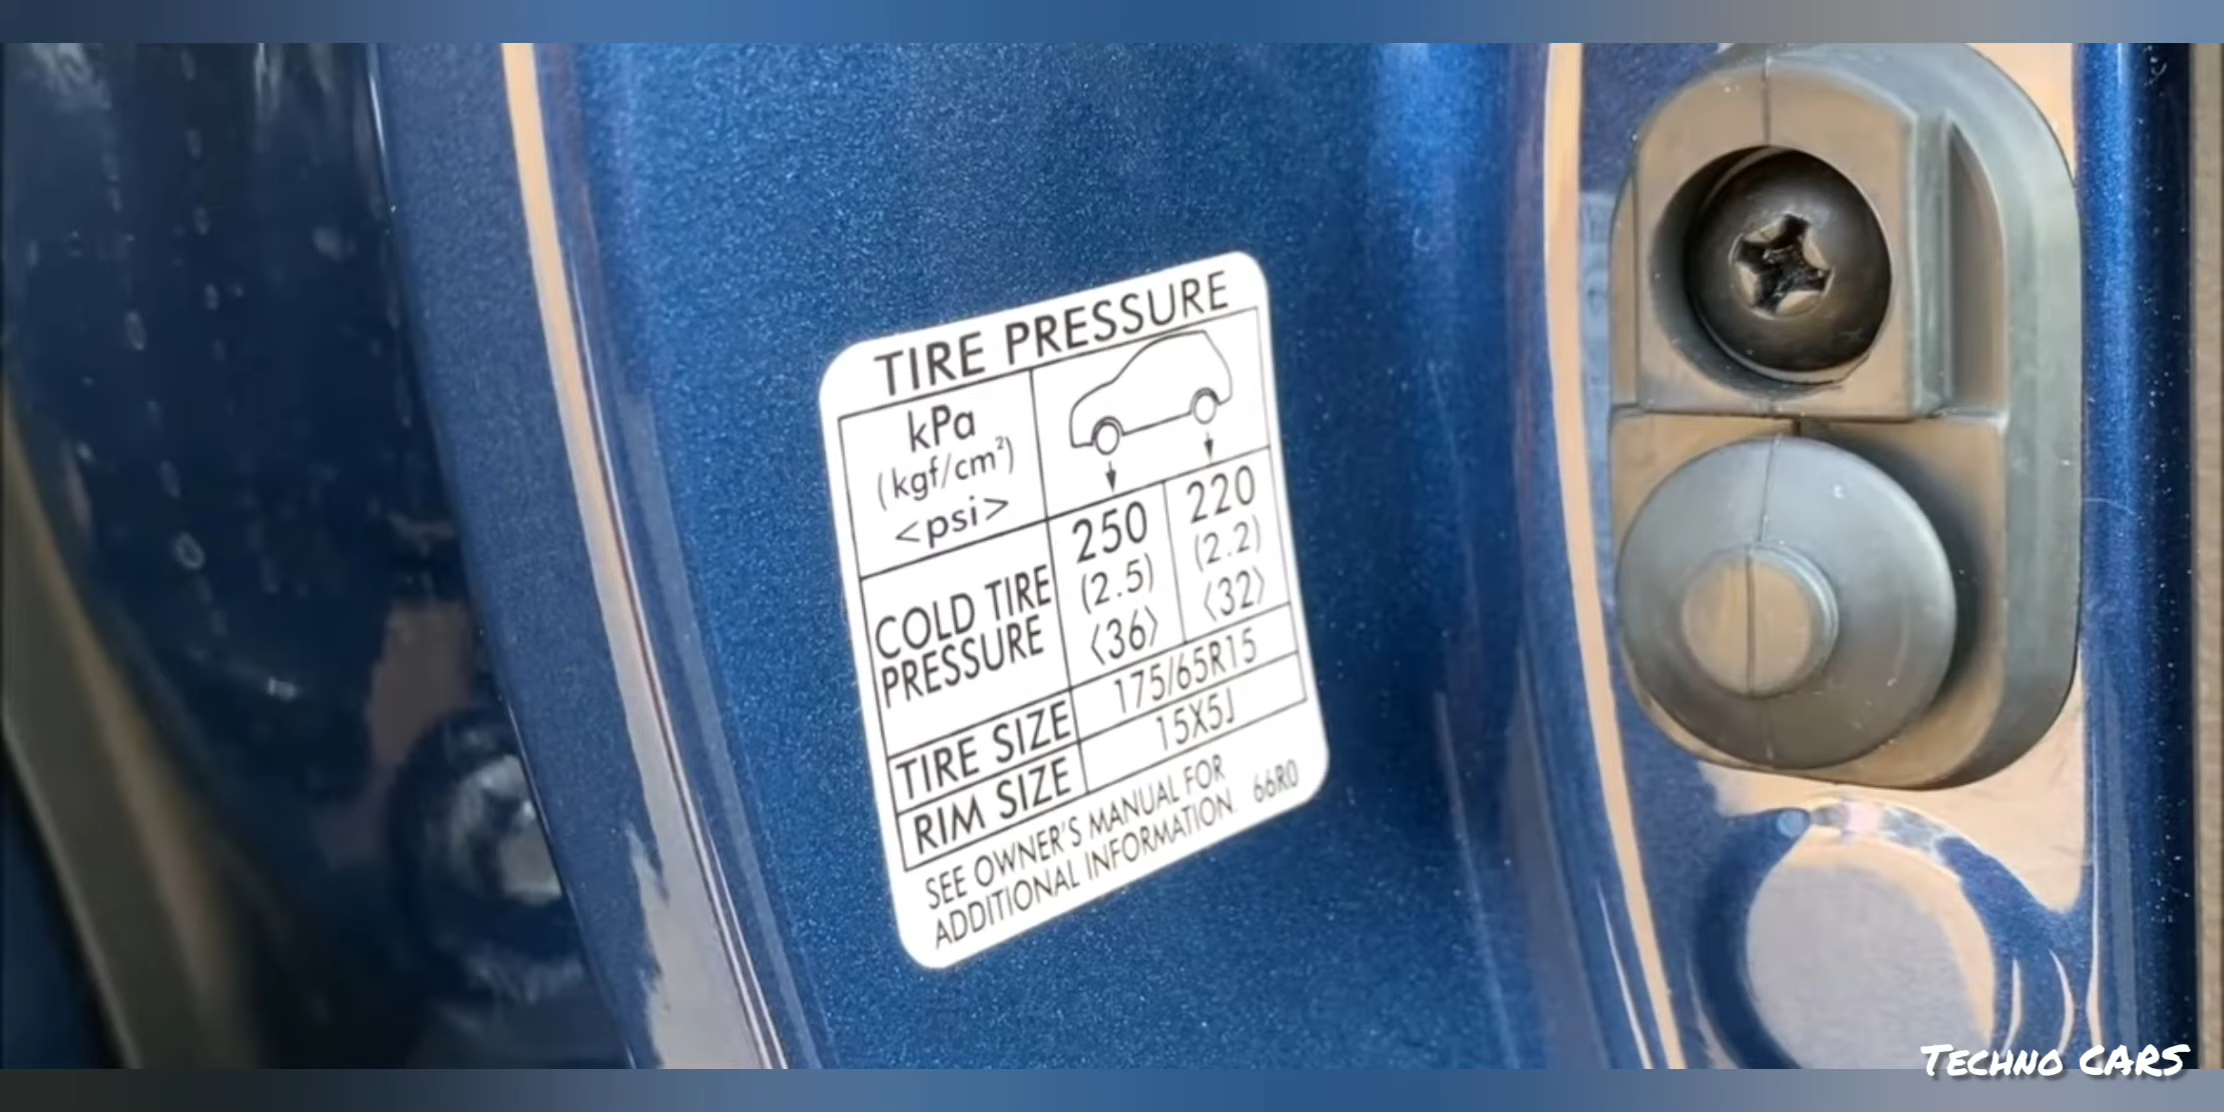 TIRE PRESSURE
kPa
(kgf/cm²)
<psi>
COLD TIRE
PRESSURE
250
(2.5)
⟨36⟩
220
(2.2)
⟨32⟩
TIRE SIZE 175/65R15
RIM SIZE 15X5J
SEE OWNER'S MANUAL FOR
ADDITIONAL INFORMATION. 66R0
TECHNO CARS